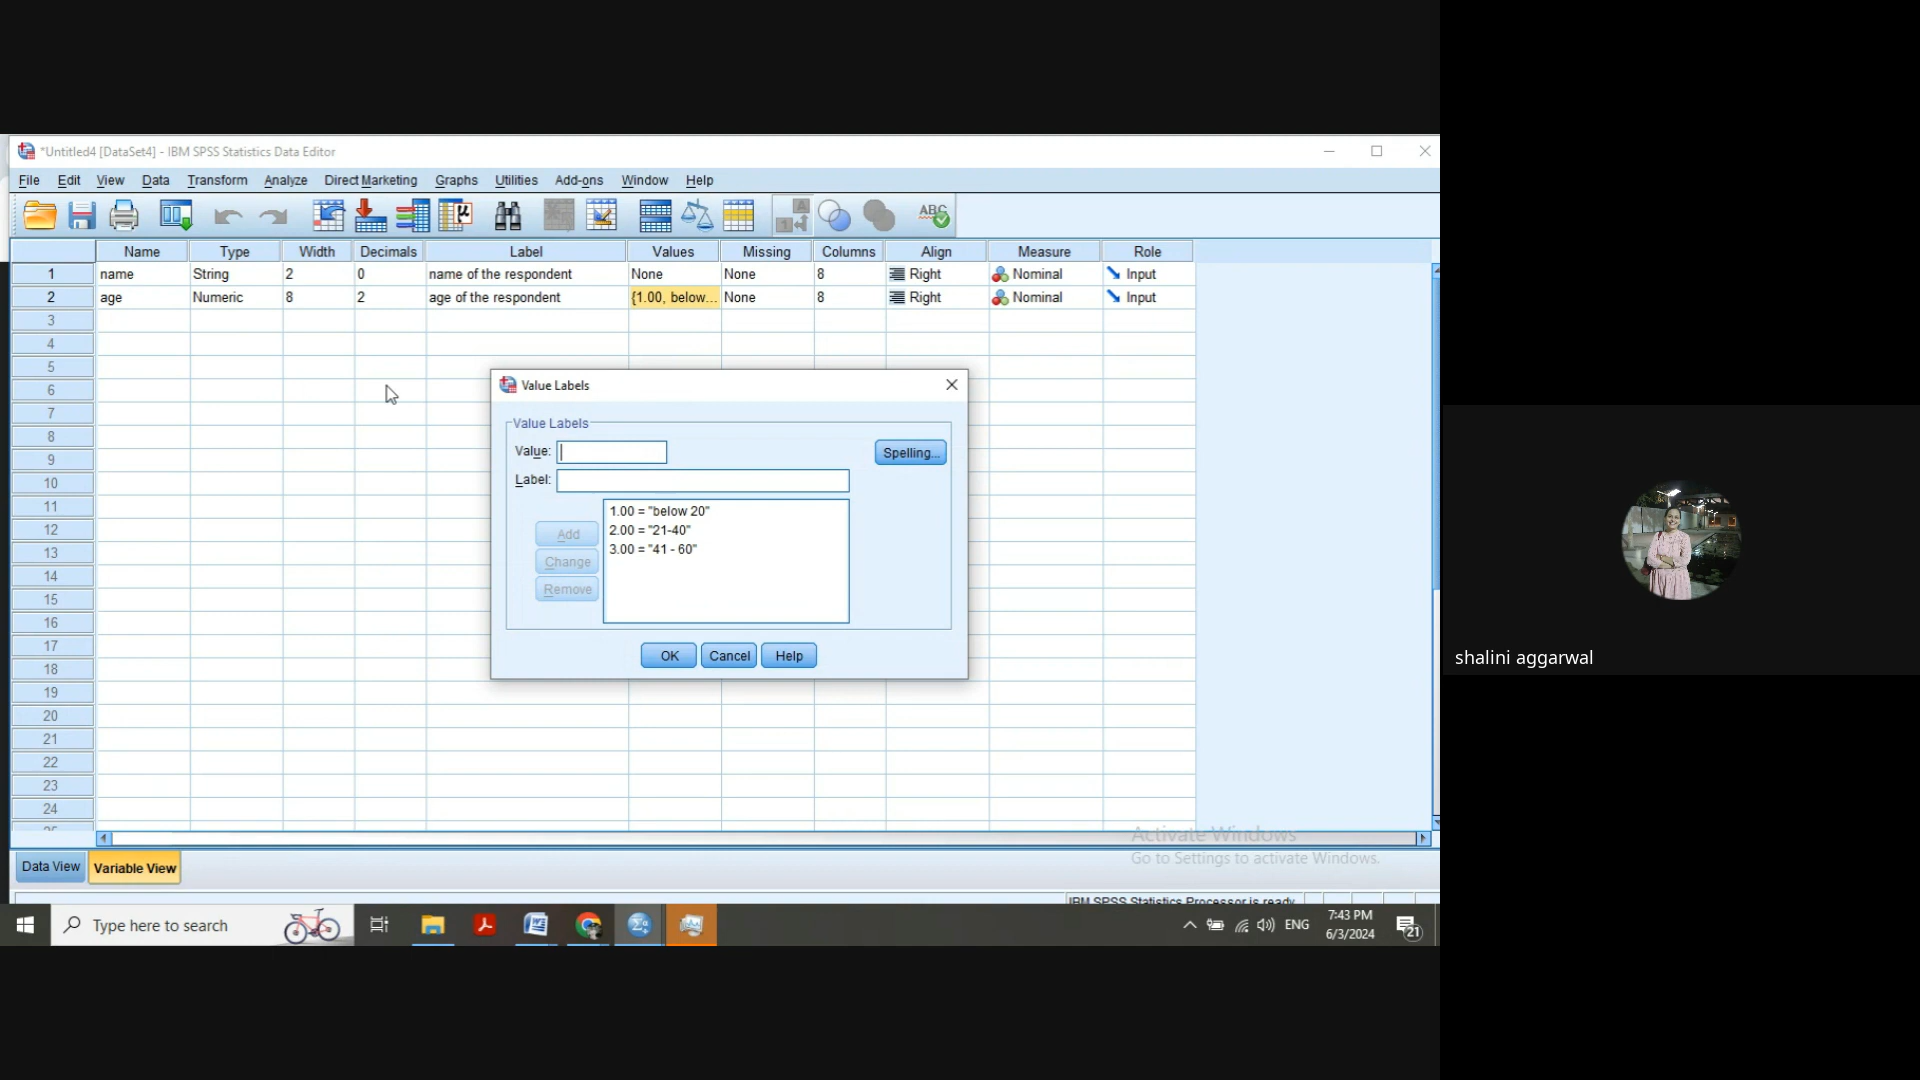 *Untitled4 [DataSet4] - IBM SPSS Statistics Data Editor
File Edit View Data Transform Analyze Direct Marketing Graphs Utilities Add-ons Window Help
Name Type Width Decimals Label Values Missing Columns Align Measure Role
1 name String 2 0 name of the respondent None None 8 Right Nominal Input
2 age Numeric 8 2 age of the respondent {1.00, below... None 8 Right Nominal Input
3
4
5
6
7
8
9
10
11
12
13
14
15
16
17
18
19
20
21
22
23
24
Value Labels
Value Labels
Value:
Spelling...
Label:
1.00 = "below 20"
2.00 = "21-40"
3.00 = "41 - 60"
Add
Change
Remove
OK Cancel Help
shalini aggarwal
Activate Windows
Go to Settings to activate Windows.
Data View Variable View
IBM SPSS Statistics Processor is ready
Type here to search
ENG
7:43 PM
6/3/2024
21